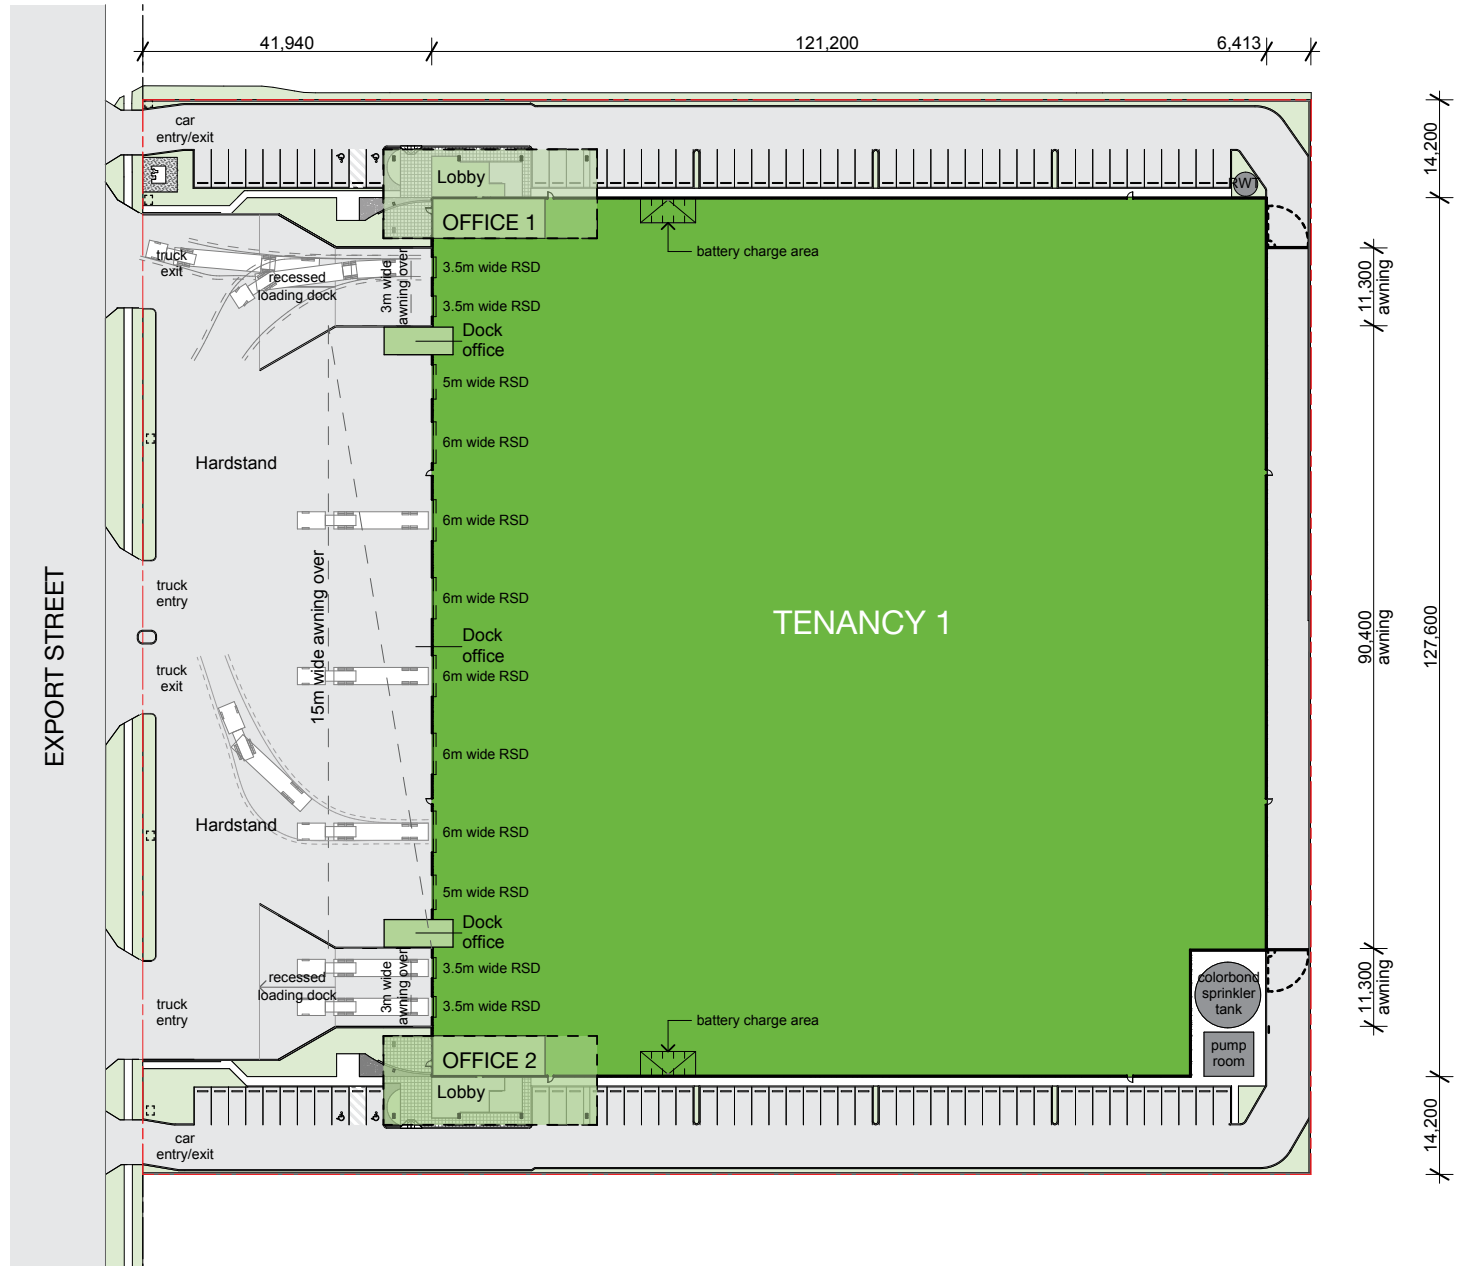 41,940
121,200
6,413
car
entry/exit
14,200
Lobby
RWT
OFFICE 1
battery charge area
truck
exit
recessed
loading dock
3m wide
awning over
3.5m wide RSD
3.5m wide RSD
11,300
awning
Dock
office
5m wide RSD
6m wide RSD
Hardstand
6m wide RSD
EXPORT STREET
truck
entry
15m wide awning over
6m wide RSD
TENANCY 1
Dock
office
90,400
awning
127,600
truck
exit
6m wide RSD
6m wide RSD
Hardstand
6m wide RSD
5m wide RSD
Dock
office
recessed
loading dock
3m wide
awning over
3.5m wide RSD
3.5m wide RSD
colorbond
sprinkler
tank
11,300
awning
truck
entry
battery charge area
pump
room
OFFICE 2
Lobby
car
entry/exit
14,200